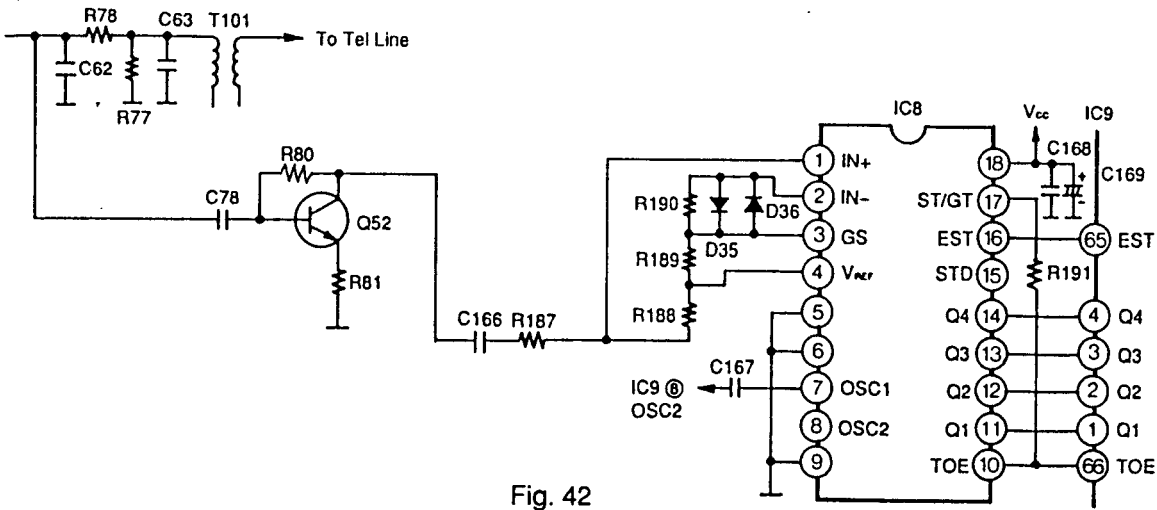 R78
C63
T101
To Tel Line
C62
R77
R80
C78
Q52
R81
C166
R187
R190
D36
D35
R189
R188
C167
IC9 ⑥
OSC2
IC8
Vcc
IC9
C168
C169
+
-
1 IN+
2 IN-
3 GS
4 VREF
5
6
7 OSC1
8 OSC2
9
18
ST/GT 17
EST 16
65 EST
STD 15
R191
Q4 14
4 Q4
Q3 13
3 Q3
Q2 12
2 Q2
Q1 11
1 Q1
TOE 10
66 TOE
Fig. 42